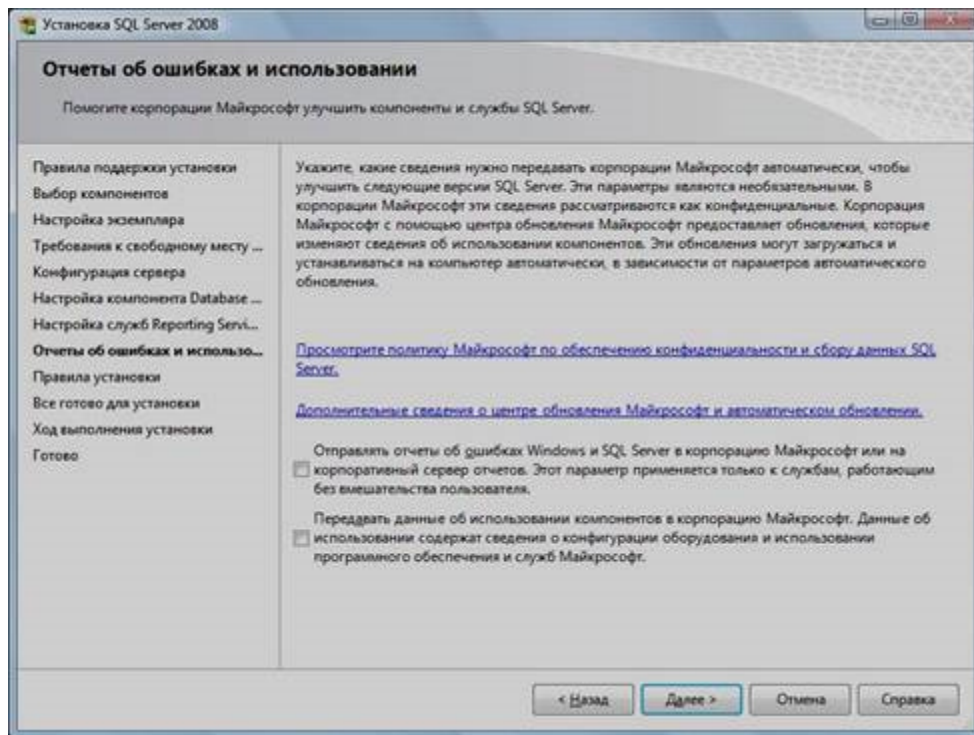 Установка SQL Server 2008
Отчеты об ошибках и использовании
Помогите корпорации Майкрософт улучшить компоненты и службы SQL Server.
Правила поддержки установки
Выбор компонентов
Настройка экземпляра
Требования к свободному месту ...
Конфигурация сервера
Настройка компонента Database ...
Настройка служб Reporting Servi...
Отчеты об ошибках и использо...
Правила установки
Все готово для установки
Ход выполнения установки
Готово
Укажите, какие сведения нужно передавать корпорации Майкрософт автоматически, чтобы
улучшить следующие версии SQL Server. Эти параметры являются необязательными. В
корпорации Майкрософт эти сведения рассматриваются как конфиденциальные. Корпорация
Майкрософт с помощью центра обновления Майкрософт предоставляет обновления, которые
изменяют сведения об использовании компонентов. Эти обновления могут загружаться и
устанавливаться на компьютер автоматически, в зависимости от параметров автоматического
обновления.
Просмотрите политику Майкрософт по обеспечению конфиденциальности и сбору данных SQL
Server.
Дополнительные сведения о центре обновления Майкрософт и автоматическом обновлении.
Отправлять отчеты об ошибках Windows и SQL Server в корпорацию Майкрософт или на
корпоративный сервер отчетов. Этот параметр применяется только к службам, работающим
без вмешательства пользователя.
Передавать данные об использовании компонентов в корпорацию Майкрософт. Данные об
использовании содержат сведения о конфигурации оборудования и использовании
программного обеспечения и служб Майкрософт.
< Назад
Далее >
Отмена
Справка